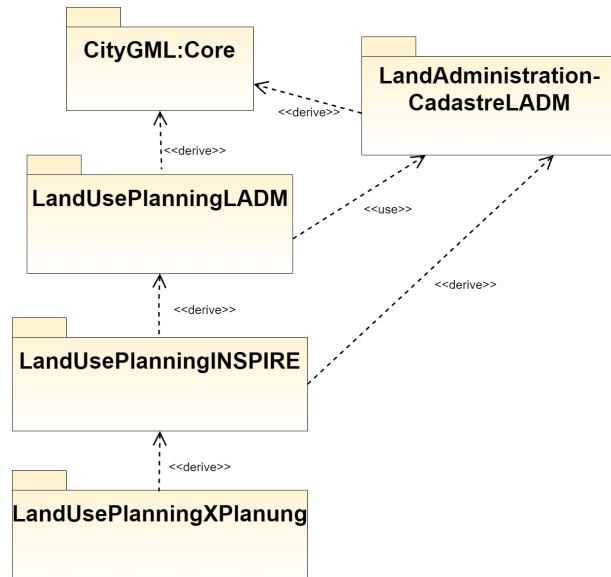 CityGML:Core
LandAdministration-
CadastreLADM
<<derive>>
<<derive>>
LandUsePlanningLADM
<<use>>
<<derive>>
<<derive>>
LandUsePlanningINSPIRE
<<derive>>
LandUsePlanningXPlanung